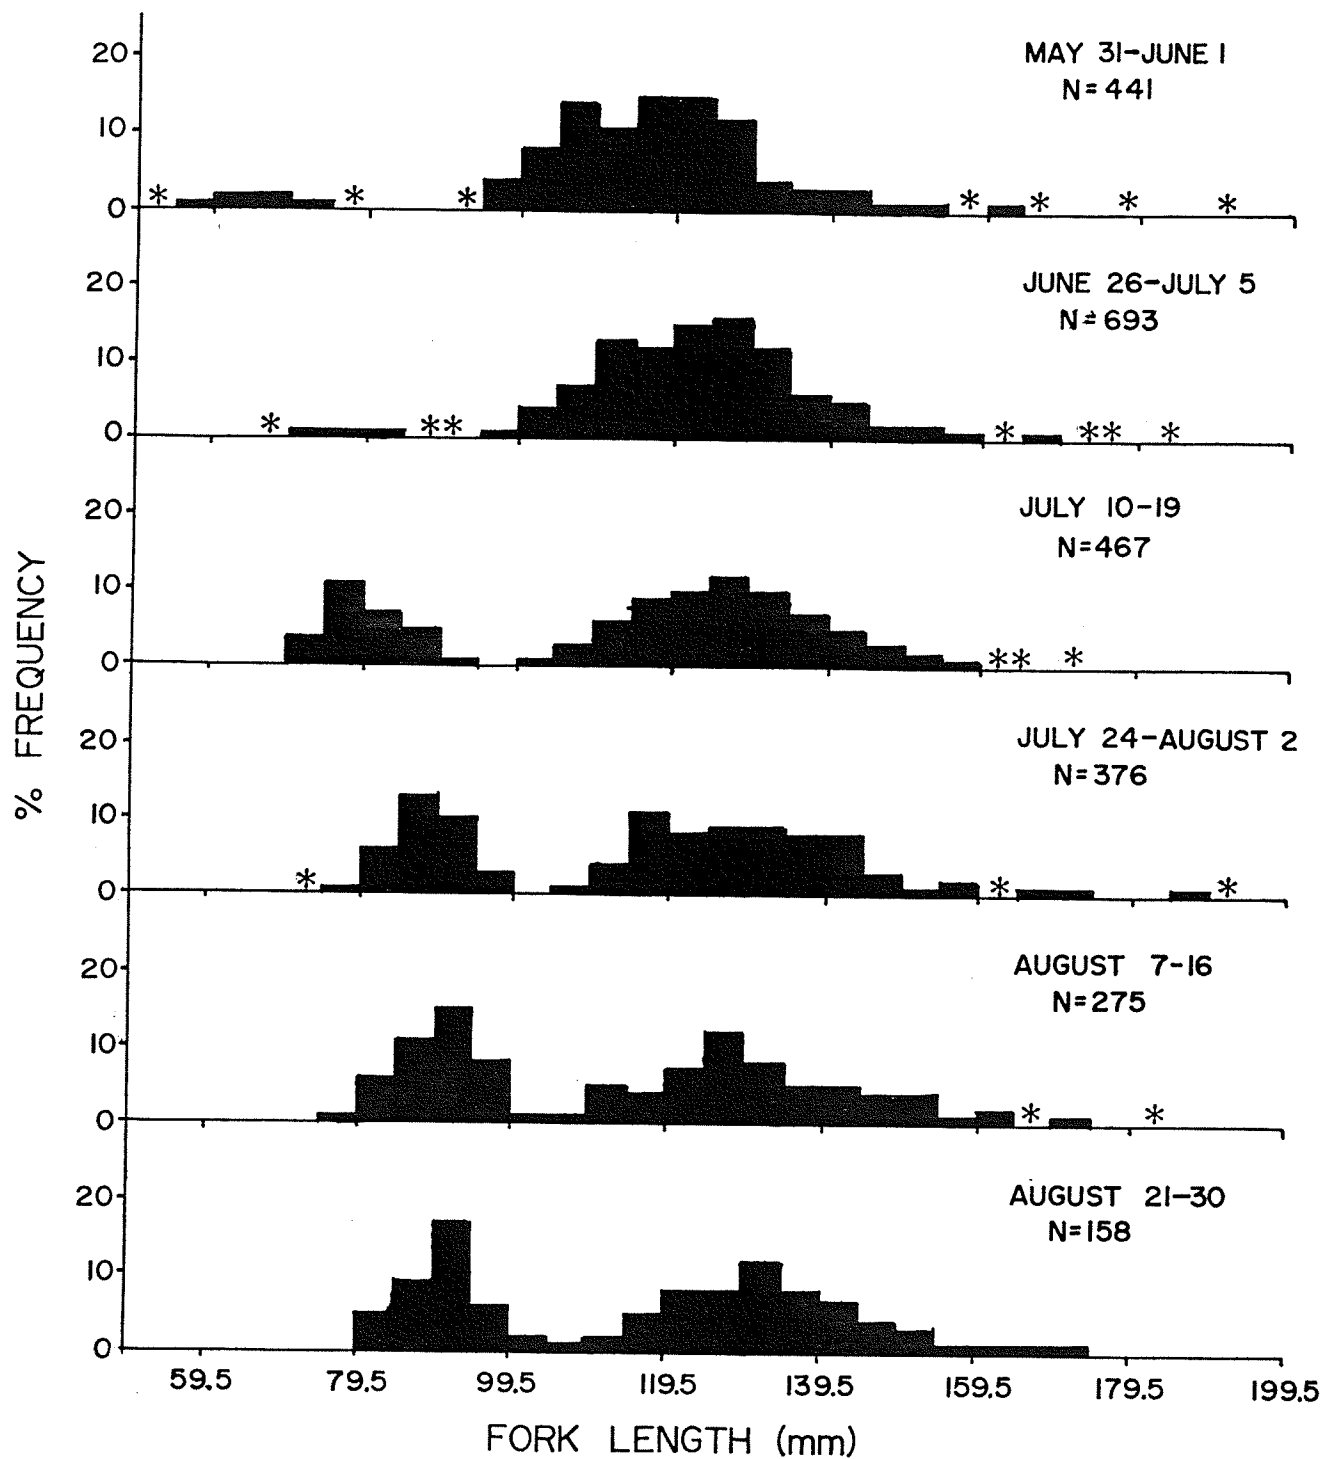 % FREQUENCY
20
10
0
MAY 31-JUNE 1
N=441
* * * * * * *
20
10
0
JUNE 26-JULY 5
N=693
* ** * ** *
20
10
0
JULY 10-19
N=467
** *
20
10
0
JULY 24-AUGUST 2
N=376
* * *
20
10
0
AUGUST 7-16
N=275
* *
20
10
0
AUGUST 21-30
N=158
59.5 79.5 99.5 119.5 139.5 159.5 179.5 199.5
FORK LENGTH (mm)